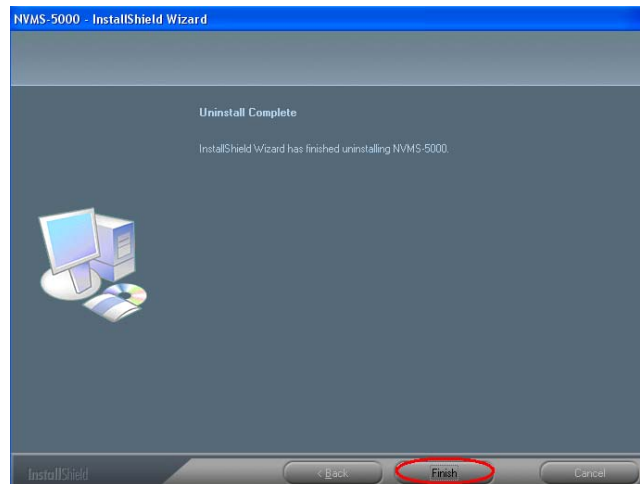 NVMS-5000 - InstallShield Wizard
Uninstall Complete
InstallShield Wizard has finished uninstalling NVMS-5000.
InstallShield
< Back
Finish
Cancel